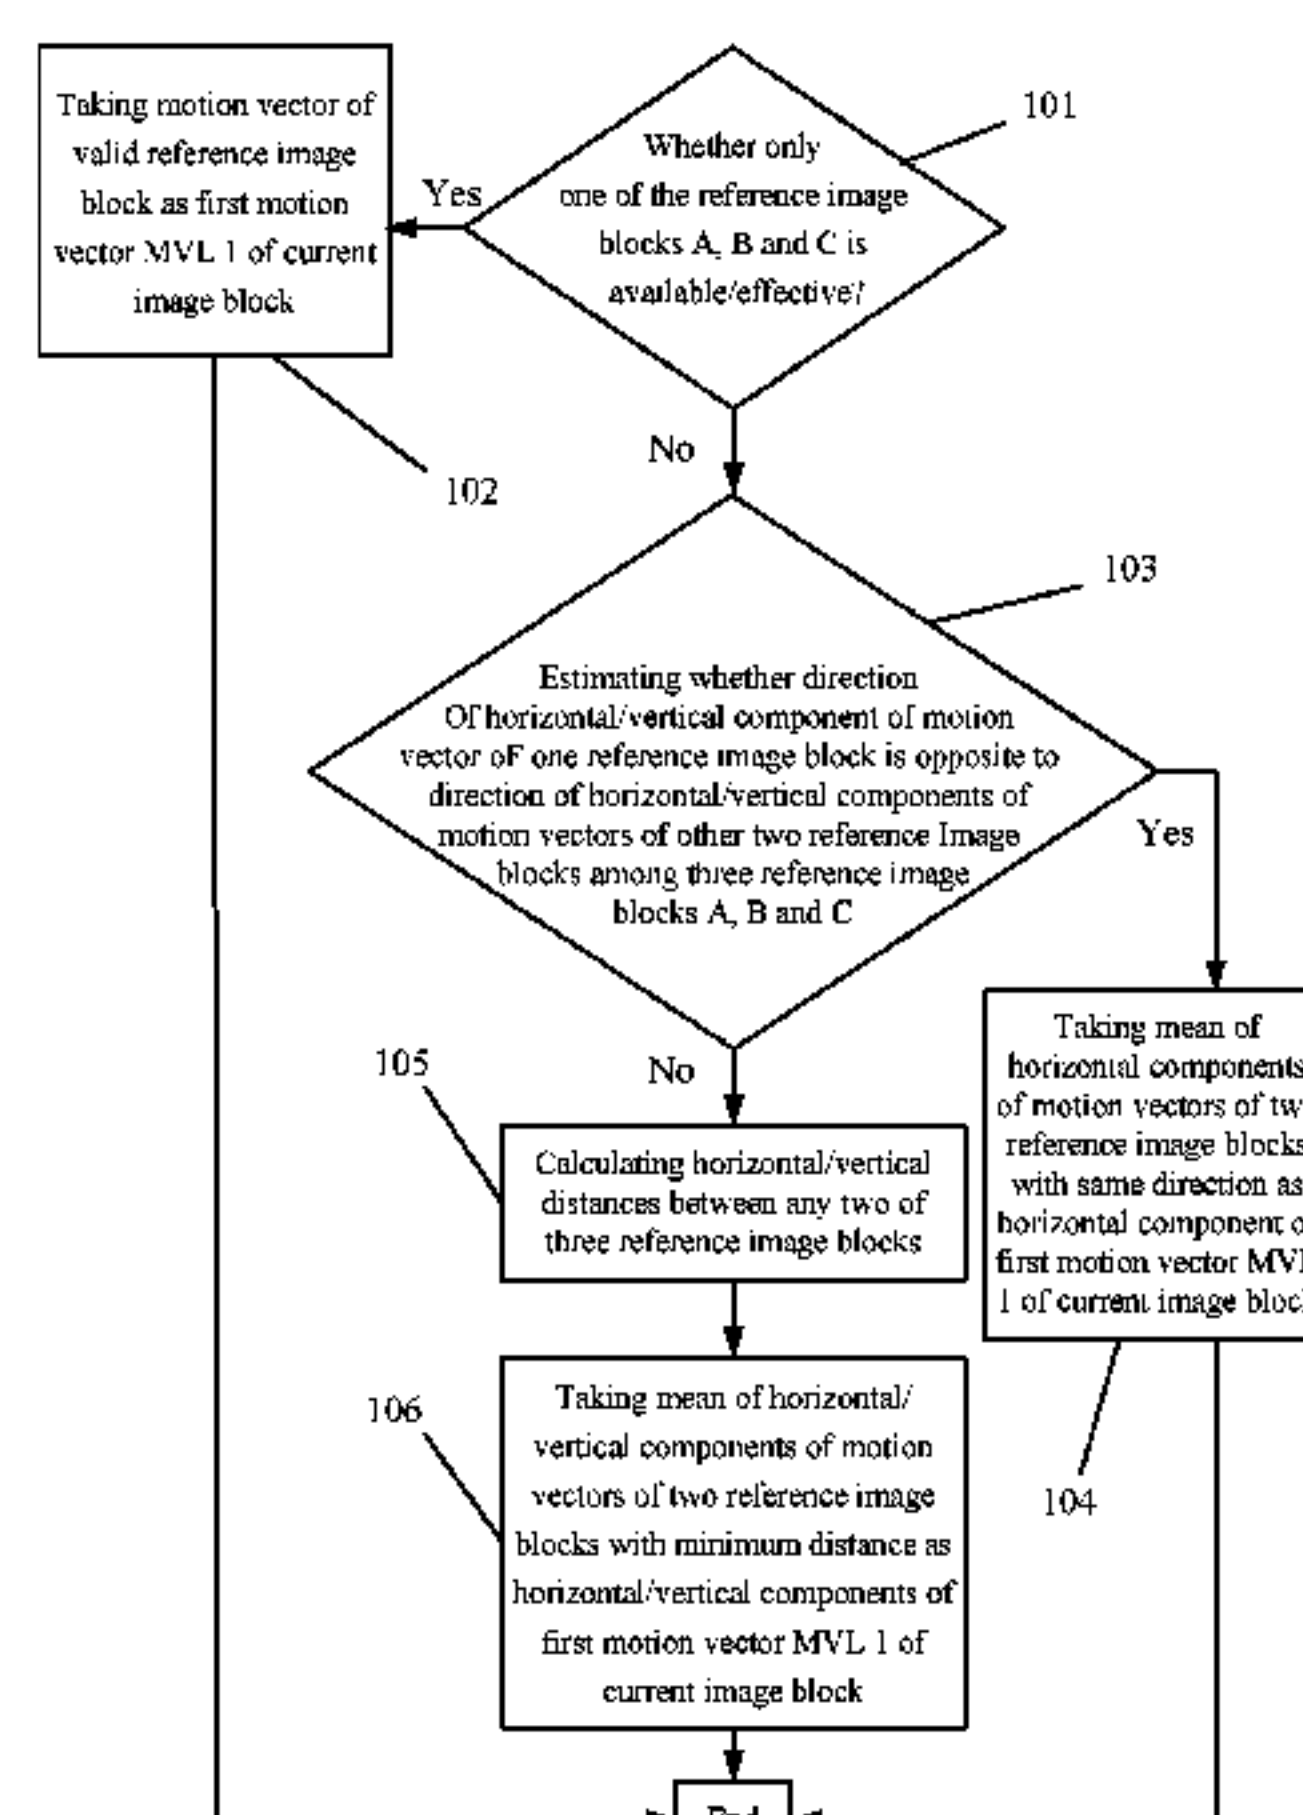 Taking motion vector of
valid reference image
block as first motion
vector MVL 1 of current
image block
Yes
Whether only
one of the reference image
blocks A, B and C is
available/effective?
101
No
102
103
Estimating whether direction
Of horizontal/vertical component of motion
vector oF one reference image block is opposite to
direction of horizontal/vertical components of
motion vectors of other two reference Image
blocks among three reference image
blocks A, B and C
Yes
No
105
Calculating horizontal/vertical
distances between any two of
three reference image blocks
Taking mean of
horizontal components
of motion vectors of
reference image blocks
with same direction as
horizontal component
first motion vector
1 of current image
104
106
Taking mean of horizontal/
vertical components of motion
vectors of two reference image
blocks with minimum distance as
horizontal/vertical components of
first motion vector MVL 1 of
current image block